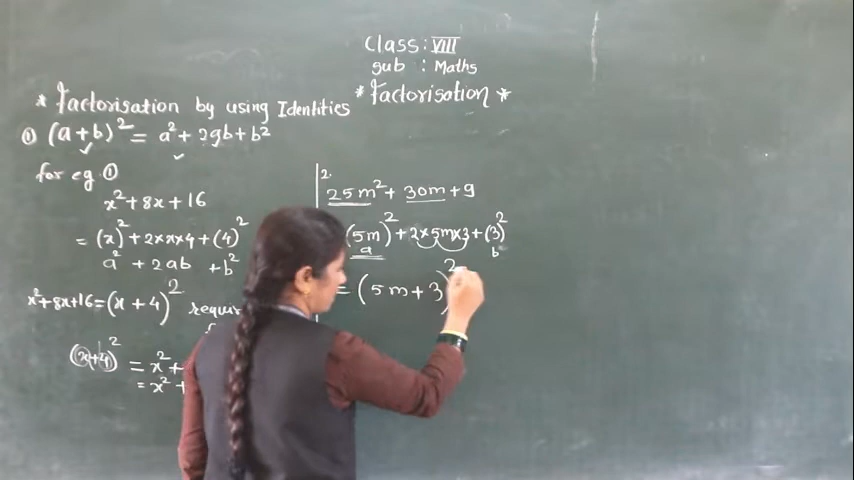 Class: VIII
sub : Maths
* Factorisation *
* Factorisation by using Identities
① (a+b)² = a² + 2ab + b²
for eg ①
x² + 8x + 16
= (x)² + 2×x×4 + (4)²
a² + 2ab + b²
x² + 8x + 16 = (x + 4)²
(x+4)² = x² +
= x² +
2.
25m² + 30m + 9
(5m)² + 2×5m×3 + (3)²
a b
= (5m + 3)²